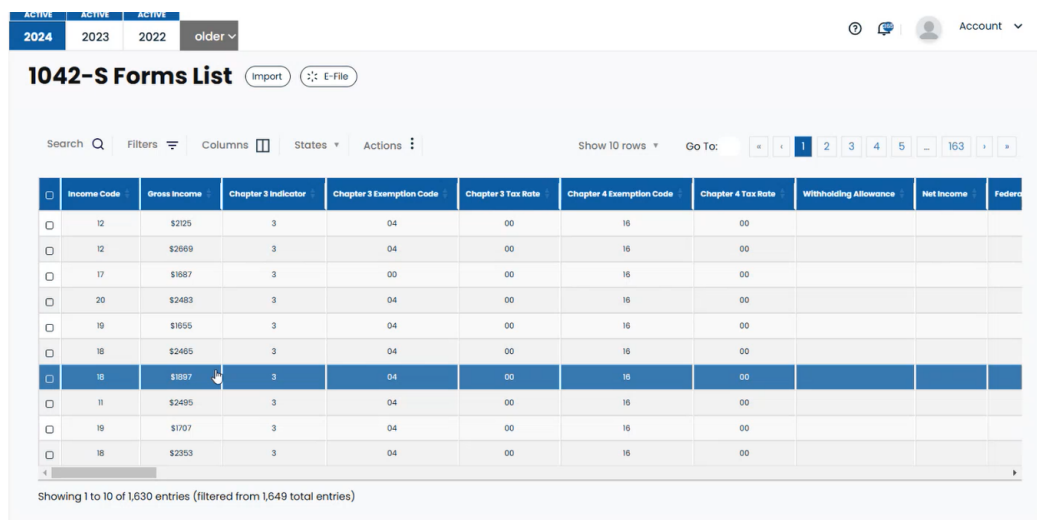 ACTIVE ACTIVE ACTIVE
2024 2023 2022 older
Account
1042-S Forms List Import E-File
Search Filters Columns States Actions Show 10 rows Go To: « ‹ 1 2 3 4 5 ... 163 › »
Income Code Gross Income Chapter 3 Indicator Chapter 3 Exemption Code Chapter 3 Tax Rate Chapter 4 Exemption Code Chapter 4 Tax Rate Withholding Allowance Net Income Federa
12 $2125 3 04 00 16 00
12 $2669 3 04 00 16 00
17 $1687 3 00 00 16 00
20 $2483 3 04 00 16 00
19 $1655 3 04 00 16 00
18 $2465 3 04 00 16 00
18 $1897 3 04 00 16 00
11 $2495 3 04 00 16 00
19 $1707 3 04 00 16 00
18 $2353 3 04 00 16 00
Showing 1 to 10 of 1,630 entries (filtered from 1,649 total entries)